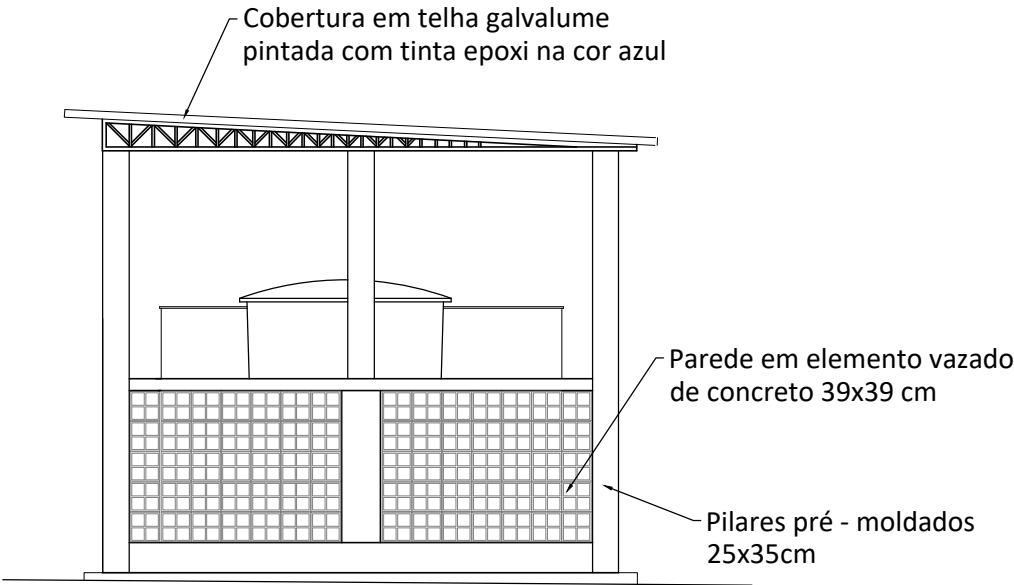 Cobertura em telha galvalume
pintada com tinta epoxi na cor azul
Parede em elemento vazado
de concreto 39x39 cm
Pilares pré - moldados
25x35cm